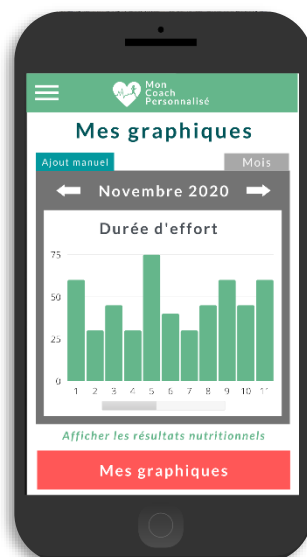 Mon
Coach
Personnalisé
Mes graphiques
Ajout manuel
Mois
Novembre 2020
Durée d'effort
75
50
25
0
1 2 3 4 5 6 7 8 9 10 11
Afficher les résultats nutritionnels
Mes graphiques